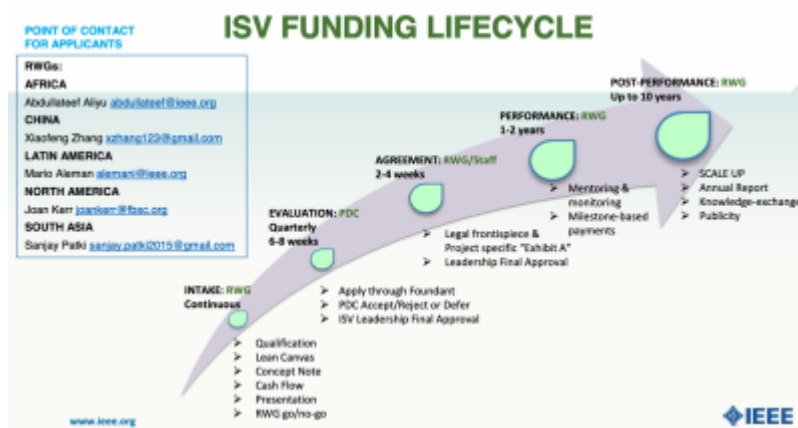 ISV FUNDING LIFECYCLE
POINT OF CONTACT
FOR APPLICANTS
RWGs:
AFRICA
Abdullateef Aliyu abdullateef@ieee.org
CHINA
Xiaofeng Zhang xzhang123@gmail.com
LATIN AMERICA
Mario Aleman alemani@ieee.org
NORTH AMERICA
Joan Kerr joankerr@fbsc.org
SOUTH ASIA
Sanjay Patki sanjay.patki2015@gmail.com
INTAKE: RWG
Continuous
➤ Qualification
➤ Lean Canvas
➤ Concept Note
➤ Cash Flow
➤ Presentation
➤ RWG go/no-go
EVALUATION: PDC
Quarterly
6-8 weeks
➤ Apply through Foundant
➤ PDC Accept/Reject or Defer
➤ ISV Leadership Final Approval
AGREEMENT: RWG/Staff
2-4 weeks
➤ Legal frontispiece &
Project specific "Exhibit A"
➤ Leadership Final Approval
PERFORMANCE: RWG
1-2 years
➤ Mentoring &
monitoring
➤ Milestone-based
payments
POST-PERFORMANCE: RWG
Up to 10 years
➤ SCALE UP
➤ Annual Report
➤ Knowledge-exchange
➤ Publicity
www.ieee.org
IEEE